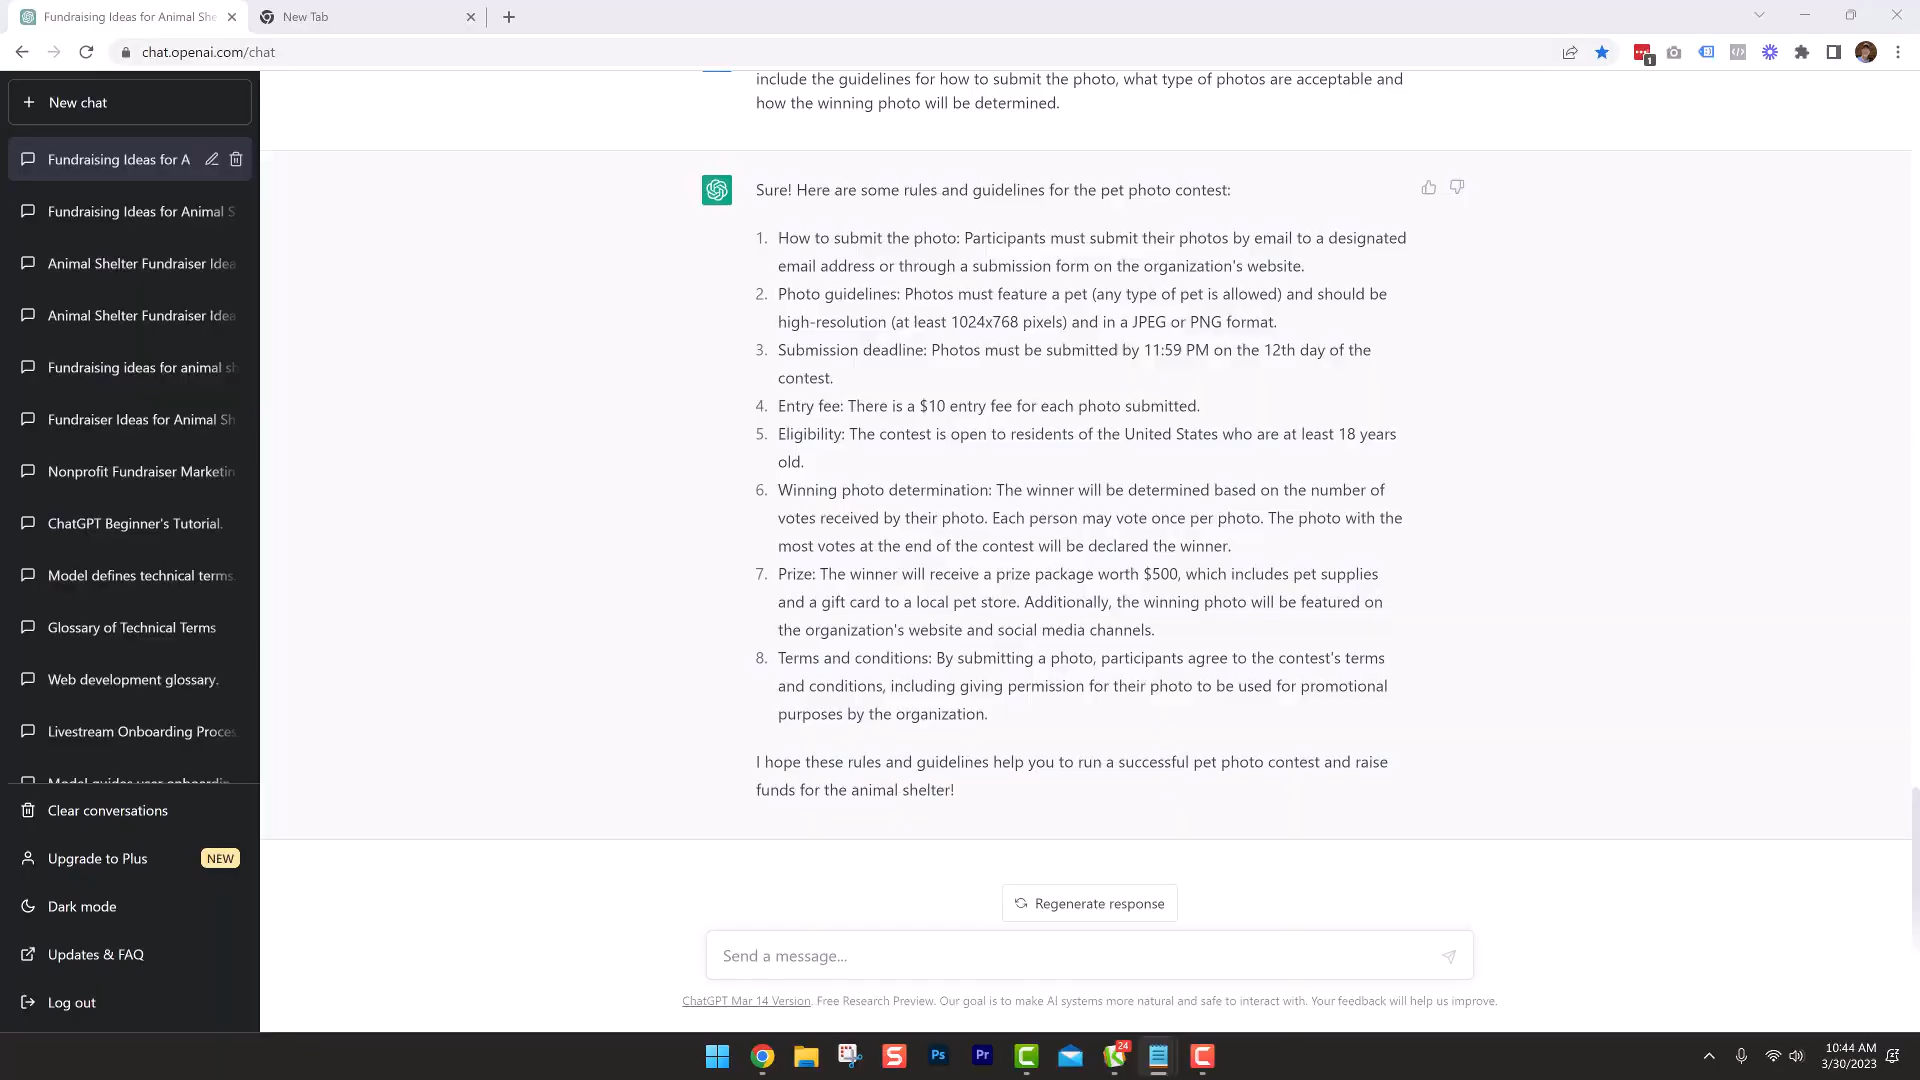 Fundraising Ideas for Animal She
New Tab
chat.openai.com/chat
1
New chat
Fundraising Ideas for A
Fundraising Ideas for Animal S
Animal Shelter Fundraiser Idea
Animal Shelter Fundraiser Idea
Fundraising ideas for animal sh
Fundraiser Ideas for Animal Sh
Nonprofit Fundraiser Marketin
ChatGPT Beginner's Tutorial.
Model defines technical terms.
Glossary of Technical Terms
Web development glossary.
Livestream Onboarding Proces
Model guides user onboardin
Clear conversations
Upgrade to Plus NEW
Dark mode
Updates & FAQ
Log out
include the guidelines for how to submit the photo, what type of photos are acceptable and
how the winning photo will be determined.
Sure! Here are some rules and guidelines for the pet photo contest:
1. How to submit the photo: Participants must submit their photos by email to a designated
email address or through a submission form on the organization's website.
2. Photo guidelines: Photos must feature a pet (any type of pet is allowed) and should be
high-resolution (at least 1024x768 pixels) and in a JPEG or PNG format.
3. Submission deadline: Photos must be submitted by 11:59 PM on the 12th day of the
contest.
4. Entry fee: There is a $10 entry fee for each photo submitted.
5. Eligibility: The contest is open to residents of the United States who are at least 18 years
old.
6. Winning photo determination: The winner will be determined based on the number of
votes received by their photo. Each person may vote once per photo. The photo with the
most votes at the end of the contest will be declared the winner.
7. Prize: The winner will receive a prize package worth $500, which includes pet supplies
and a gift card to a local pet store. Additionally, the winning photo will be featured on
the organization's website and social media channels.
8. Terms and conditions: By submitting a photo, participants agree to the contest's terms
and conditions, including giving permission for their photo to be used for promotional
purposes by the organization.
I hope these rules and guidelines help you to run a successful pet photo contest and raise
funds for the animal shelter!
Regenerate response
Send a message...
ChatGPT Mar 14 Version. Free Research Preview. Our goal is to make AI systems more natural and safe to interact with. Your feedback will help us improve.
S
Ps
Pr
C
24
C
10:44 AM
3/30/2023